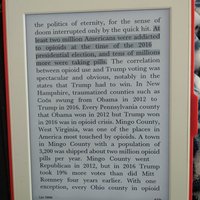 the politics of eternity, for the sense of
doom interrupted only by the quick hit. At
least two million Americans were addicted
to opioids at the time of the 2016
presidential election, and tens of millions
more were taking pills. The correlation
between opioid use and Trump voting was
spectacular and obvious, notably in the
states that Trump had to win. In New
Hampshire, traumatized counties such as
Coös swung from Obama in 2012 to
Trump in 2016. Every Pennsylvania county
that Obama won in 2012 but Trump won
in 2016 was in opioid crisis. Mingo County,
West Virginia, was one of the places in
America most touched by opioids. A town
in Mingo County with a population of
3,200 was shipped about two million opioid
pills per year. Mingo County went
Republican in 2012, but in 2016 Trump
took 19% more votes than did Mitt
Romney four years earlier. With one
exception, every Ohio county in opioid